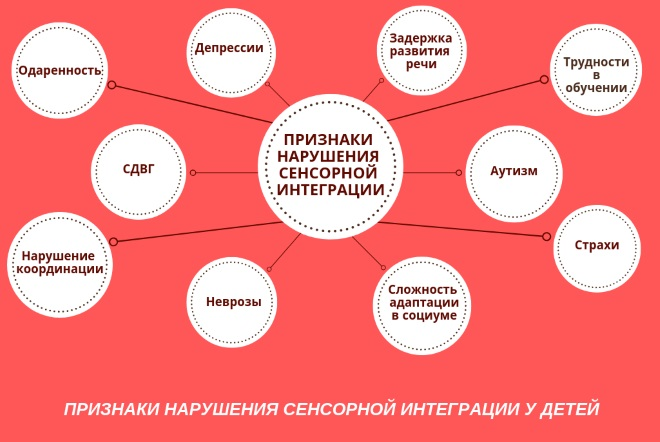 Одаренность
Депрессии
Задержка
развития
речи
Трудности
в
обучении
СДВГ
ПРИЗНАКИ
НАРУШЕНИЯ
СЕНСОРНОЙ
ИНТЕГРАЦИИ
Аутизм
Нарушение
координации
Неврозы
Сложность
адаптации
в социуме
Страхи
ПРИЗНАКИ НАРУШЕНИЯ СЕНСОРНОЙ ИНТЕГРАЦИИ У ДЕТЕЙ